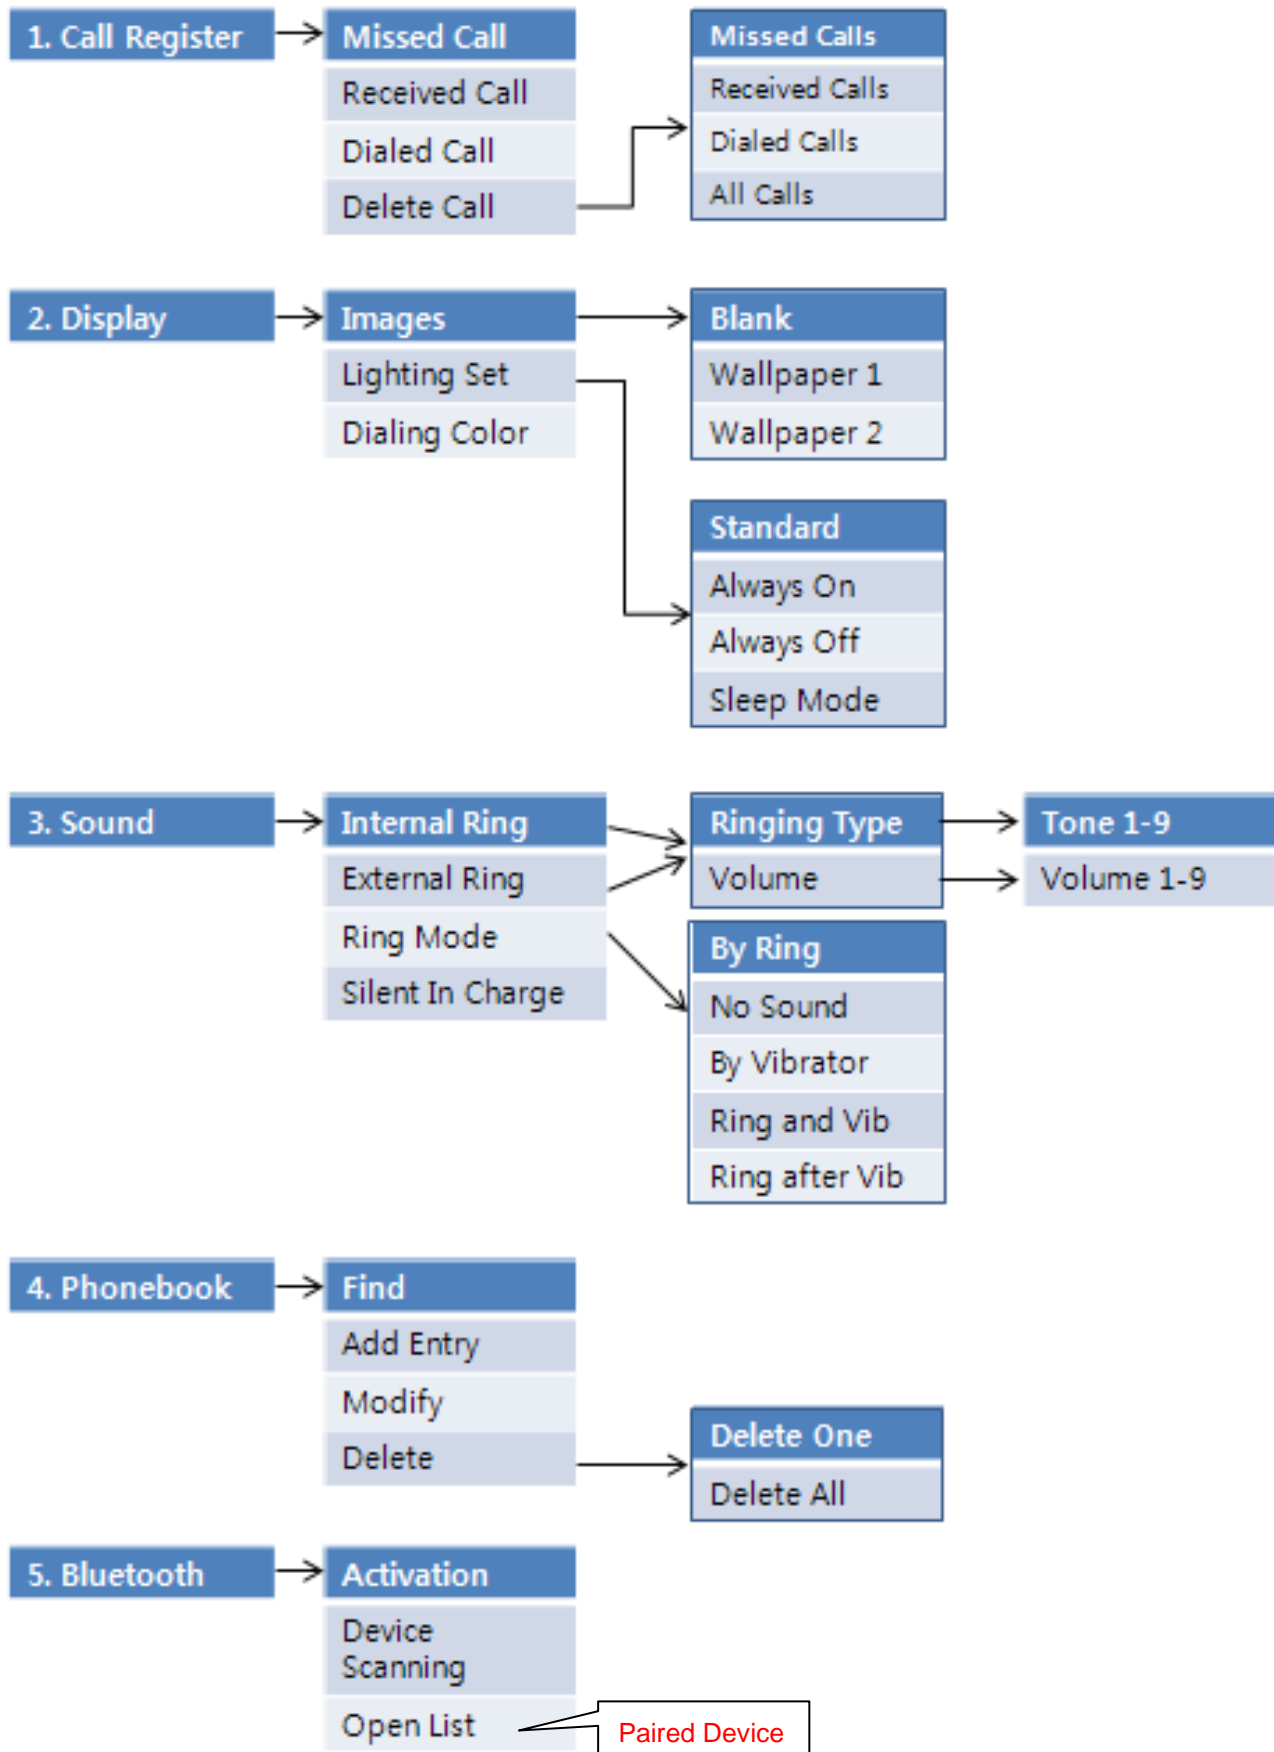 1. Call Register
Missed Call
Received Call
Dialed Call
Delete Call
Missed Calls
Received Calls
Dialed Calls
All Calls
2. Display
Images
Lighting Set
Dialing Color
Blank
Wallpaper 1
Wallpaper 2
Standard
Always On
Always Off
Sleep Mode
3. Sound
Internal Ring
External Ring
Ring Mode
Silent In Charge
Ringing Type
Volume
Tone 1-9
Volume 1-9
By Ring
No Sound
By Vibrator
Ring and Vib
Ring after Vib
4. Phonebook
Find
Add Entry
Modify
Delete
Delete One
Delete All
5. Bluetooth
Activation
Device
Scanning
Open List
Paired Device